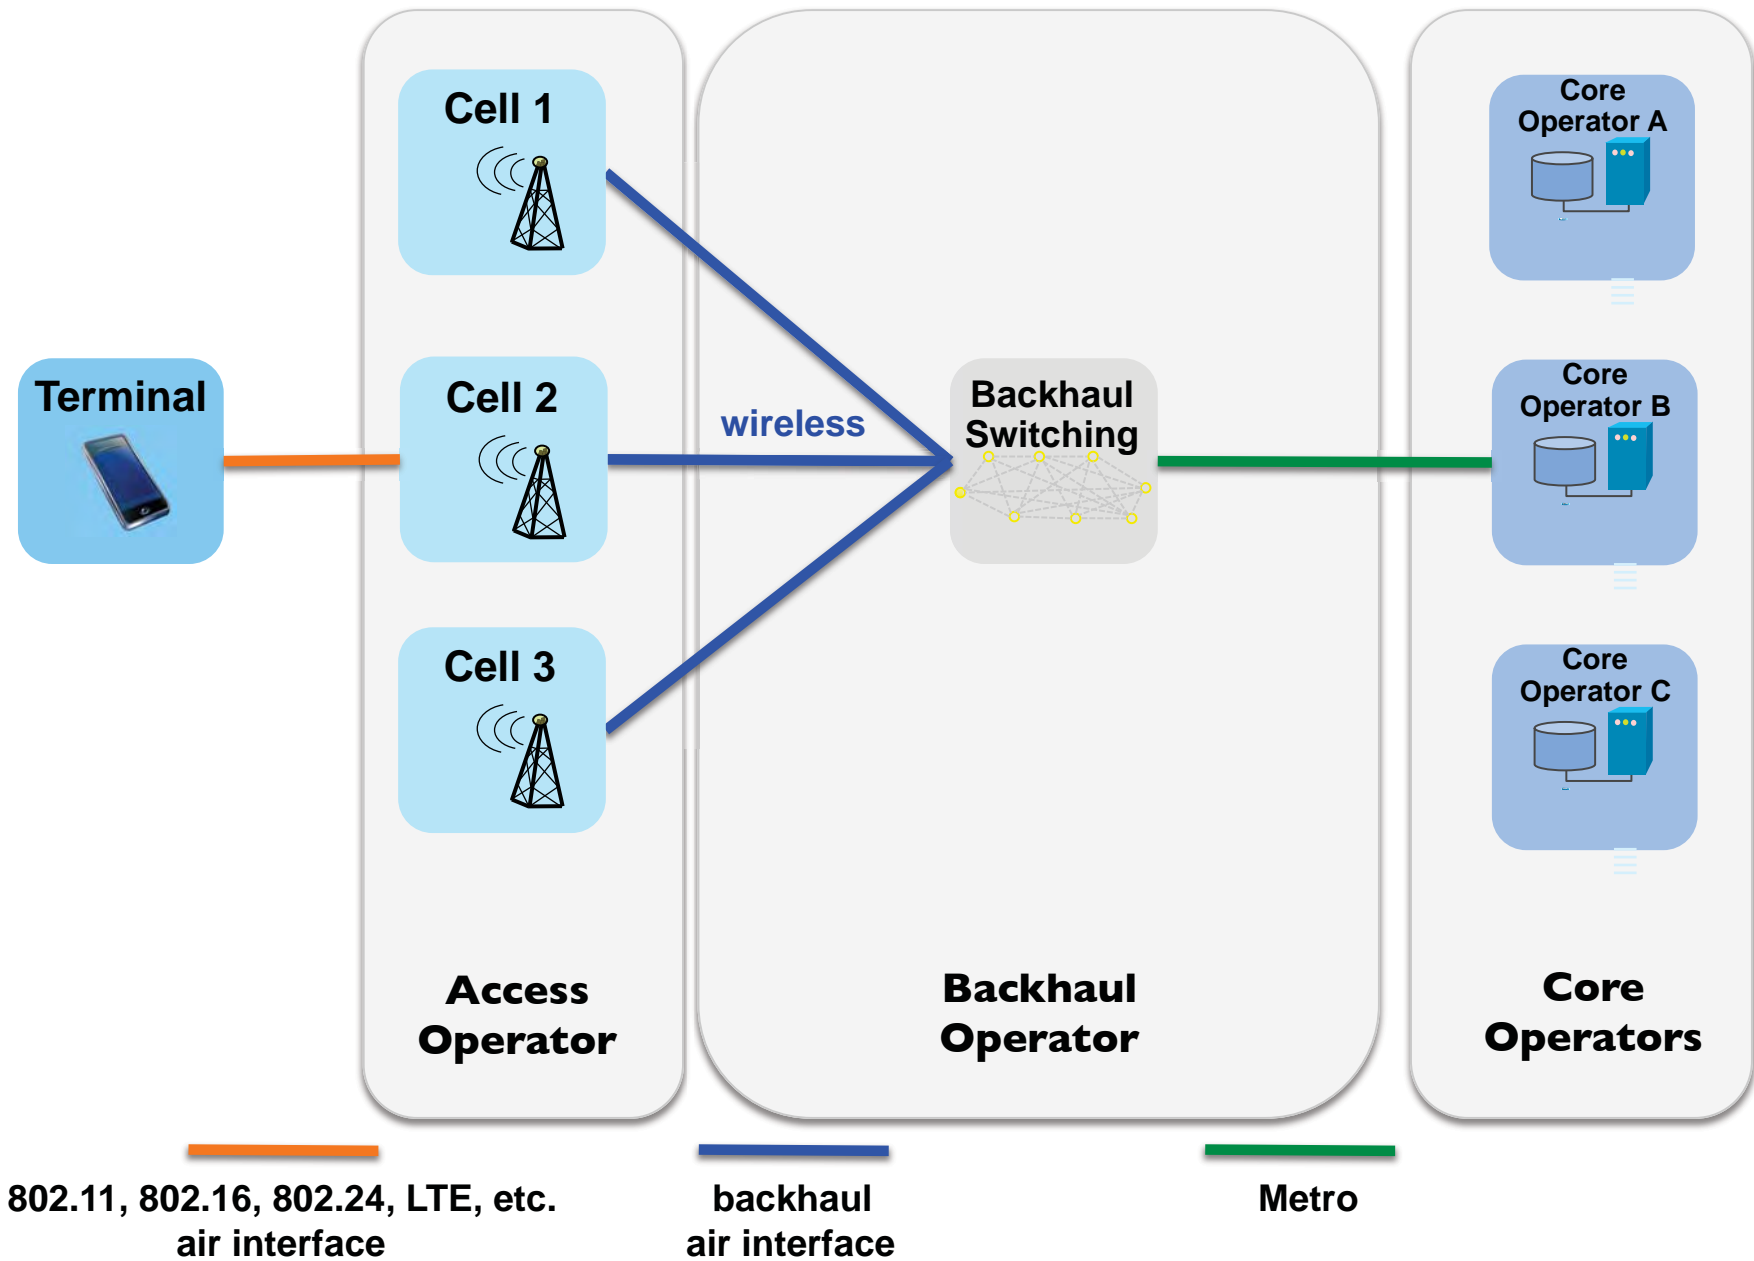 Cell 1
Core
Operator A
Terminal
Cell 2
wireless
Backhaul
Switching
Core
Operator B
Cell 3
Core
Operator C
Access
Operator
Backhaul
Operator
Core
Operators
802.11, 802.16, 802.24, LTE, etc.
air interface
backhaul
air interface
Metro